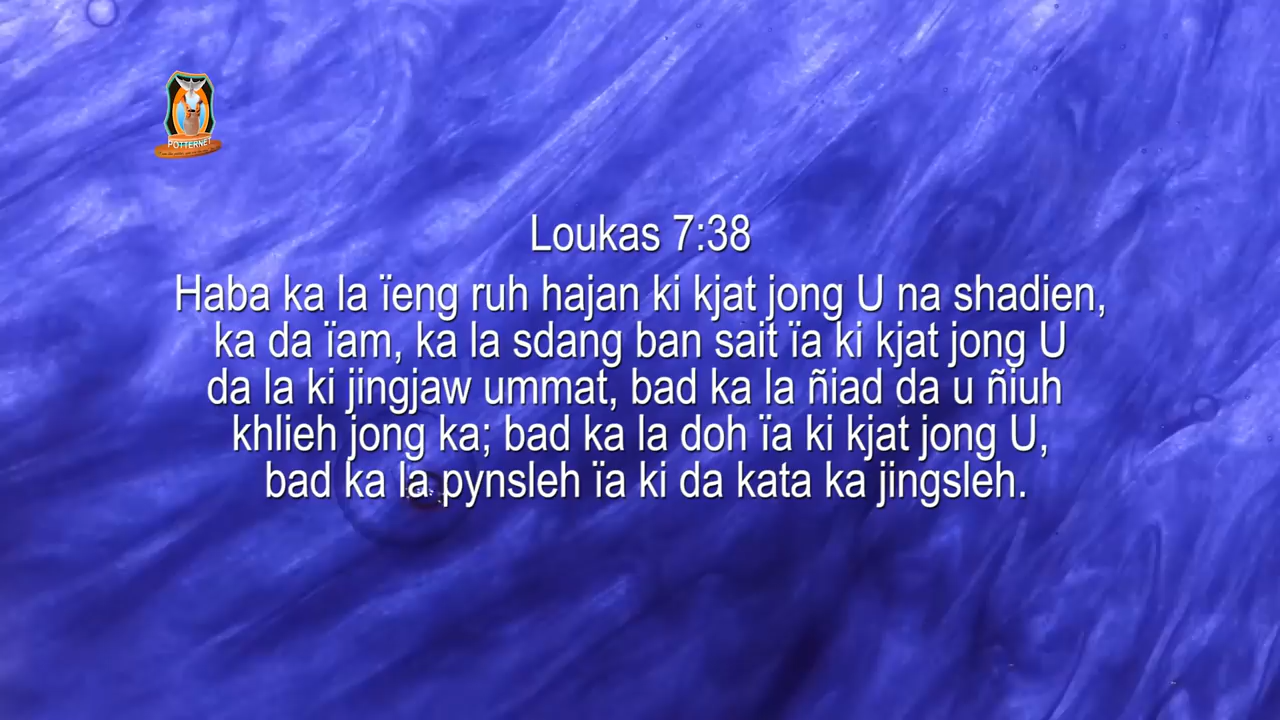 POTTERNET
Loukas 7:38
Haba ka la ïeng ruh hajan ki kjat jong U na shadien,
ka da ïam, ka la sdang ban sait ïa ki kjat jong U
da la ki jingjaw ummat, bad ka la ñiad da u ñiuh
khlieh jong ka; bad ka la doh ïa ki kjat jong U,
bad ka la pynsleh ïa ki da kata ka jingsleh.